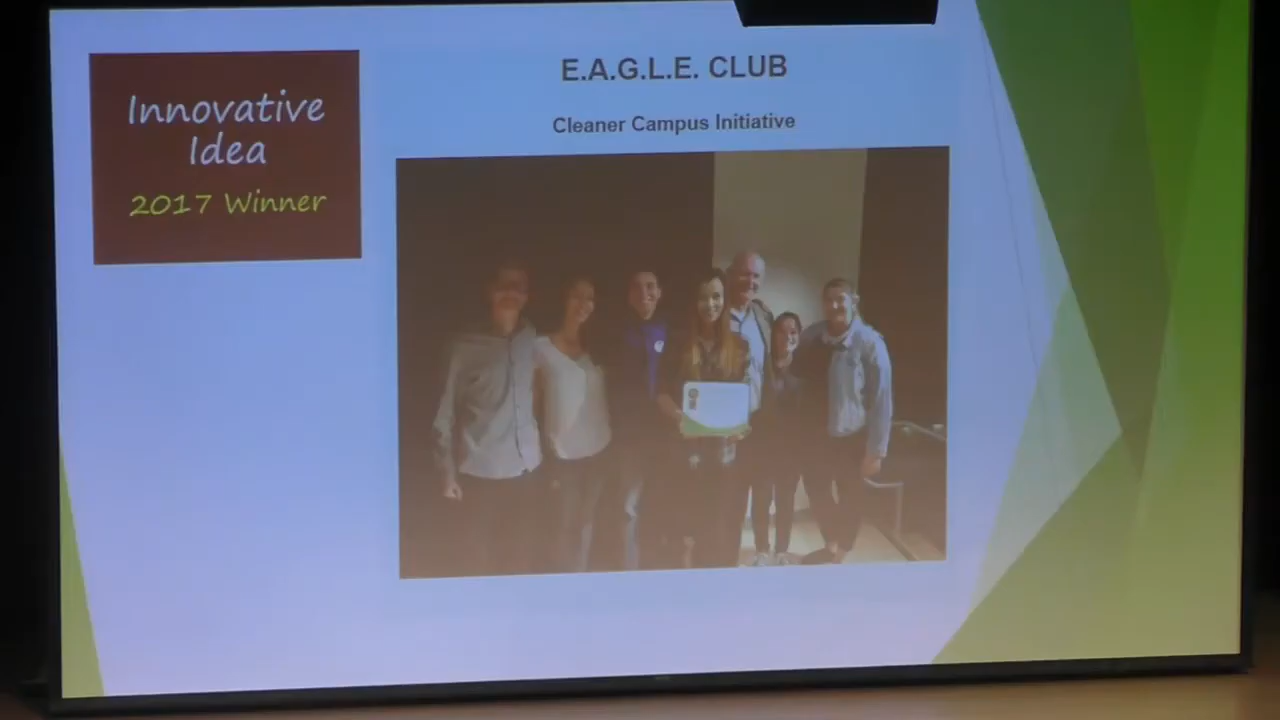 Innovative
Idea
2017 Winner
E.A.G.L.E. CLUB
Cleaner Campus Initiative